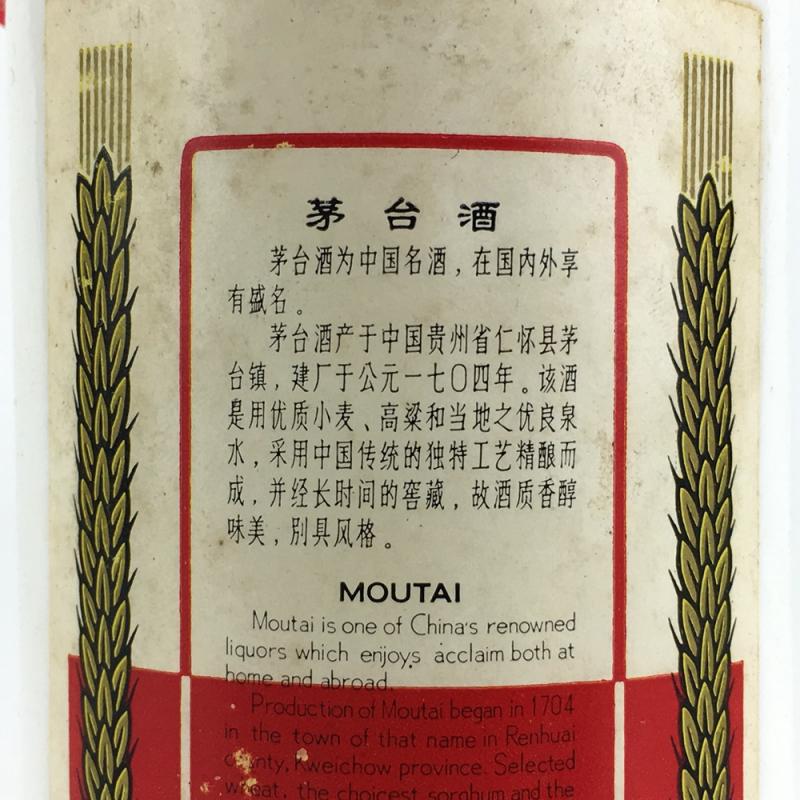 茅台酒
茅台酒为中国名酒，在国内外享
有盛名。
茅台酒产于中国贵州省仁怀县茅
台镇，建厂于公元一七〇四年。该酒
是用优质小麦、高粱和当地之优良泉
水，采用中国传统的独特工艺精酿而
成，并经长时间的窖藏，故酒质香醇
味美，别具风格。
MOUTAI
Moutai is one of China's renowned
liquors which enjoys acclaim both at
home and abroad.
Production of Moutai began in 1704
in the town of that name in Renhuai
county, Kweichow province. Selected
wheat, the choicest sorghum and the